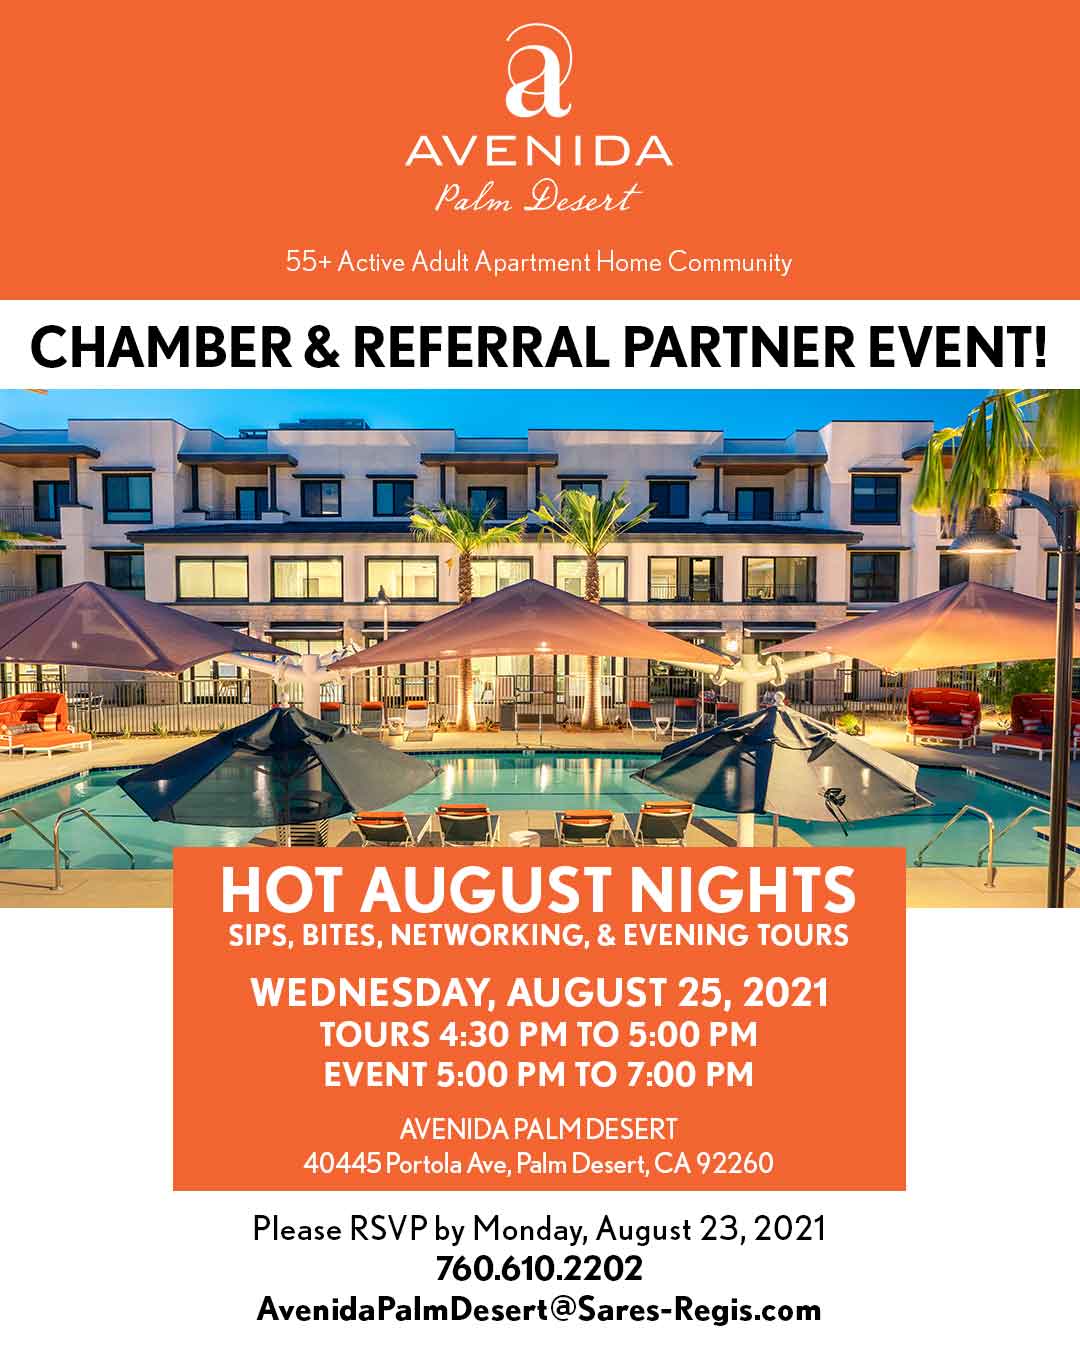 a
AVENIDA
Palm Desert
55+ Active Adult Apartment Home Community
CHAMBER & REFERRAL PARTNER EVENT!
HOT AUGUST NIGHTS
SIPS, BITES, NETWORKING, & EVENING TOURS
WEDNESDAY, AUGUST 25, 2021
TOURS 4:30 PM TO 5:00 PM
EVENT 5:00 PM TO 7:00 PM
AVENIDA PALM DESERT
40445 Portola Ave, Palm Desert, CA 92260
Please RSVP by Monday, August 23, 2021
760.610.2202
AvenidaPalmDesert@Sares-Regis.com